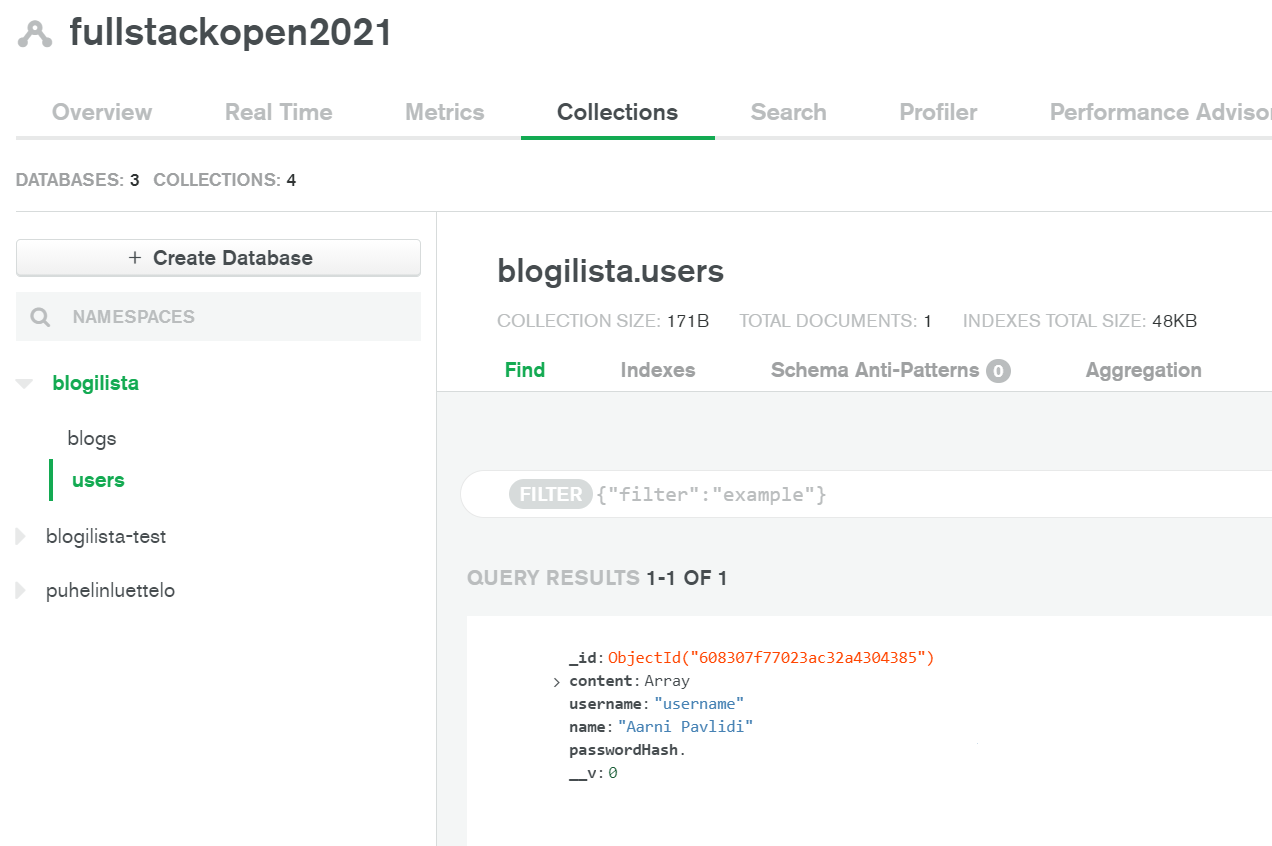 fullstackopen2021
Overview Real Time Metrics Collections Search Profiler Performance Advisor
DATABASES: 3 COLLECTIONS: 4
+ Create Database
NAMESPACES
blogilista
blogs
users
blogilista-test
puhelinluettelo
blogilista.users
COLLECTION SIZE: 171B TOTAL DOCUMENTS: 1 INDEXES TOTAL SIZE: 48KB
Find Indexes Schema Anti-Patterns 0 Aggregation
FILTER {"filter":"example"}
QUERY RESULTS 1-1 OF 1
_id: ObjectId("608307f77023ac32a4304385")
> content: Array
username: "username"
name: "Aarni Pavlidi"
passwordHash.
__v: 0